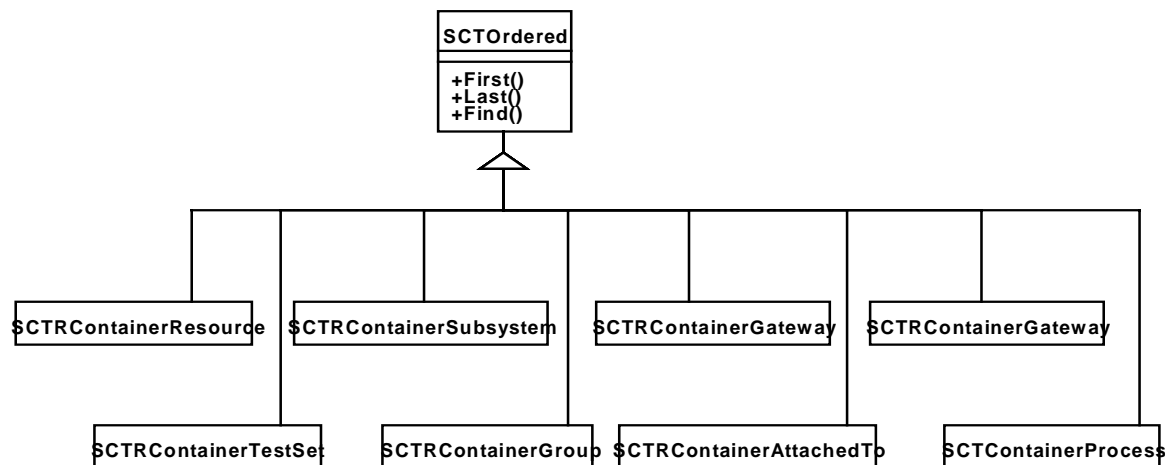 SCTOrdered
+First()
+Last()
+Find()
SCTRContainerResource
SCTRContainerSubsystem
SCTRContainerGateway
SCTRContainerGateway
SCTRContainerTestSet
SCTRContainerGroup
SCTRContainerAttachedTo
SCTContainerProcess